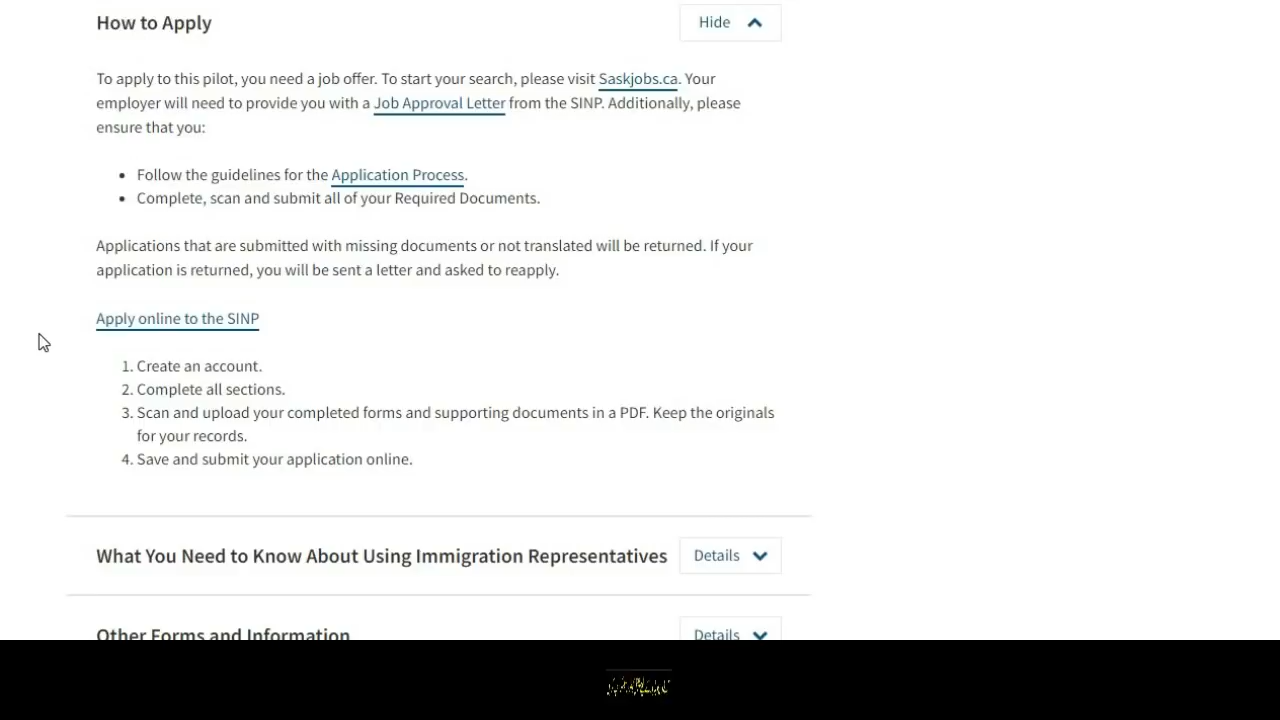 How to Apply
Hide
To apply to this pilot, you need a job offer. To start your search, please visit Saskjobs.ca. Your
employer will need to provide you with a Job Approval Letter from the SINP. Additionally, please
ensure that you:
• Follow the guidelines for the Application Process.
• Complete, scan and submit all of your Required Documents.
Applications that are submitted with missing documents or not translated will be returned. If your
application is returned, you will be sent a letter and asked to reapply.
Apply online to the SINP
1. Create an account.
2. Complete all sections.
3. Scan and upload your completed forms and supporting documents in a PDF. Keep the originals
for your records.
4. Save and submit your application online.
What You Need to Know About Using Immigration Representatives
Details
Other Forms and Information
Details